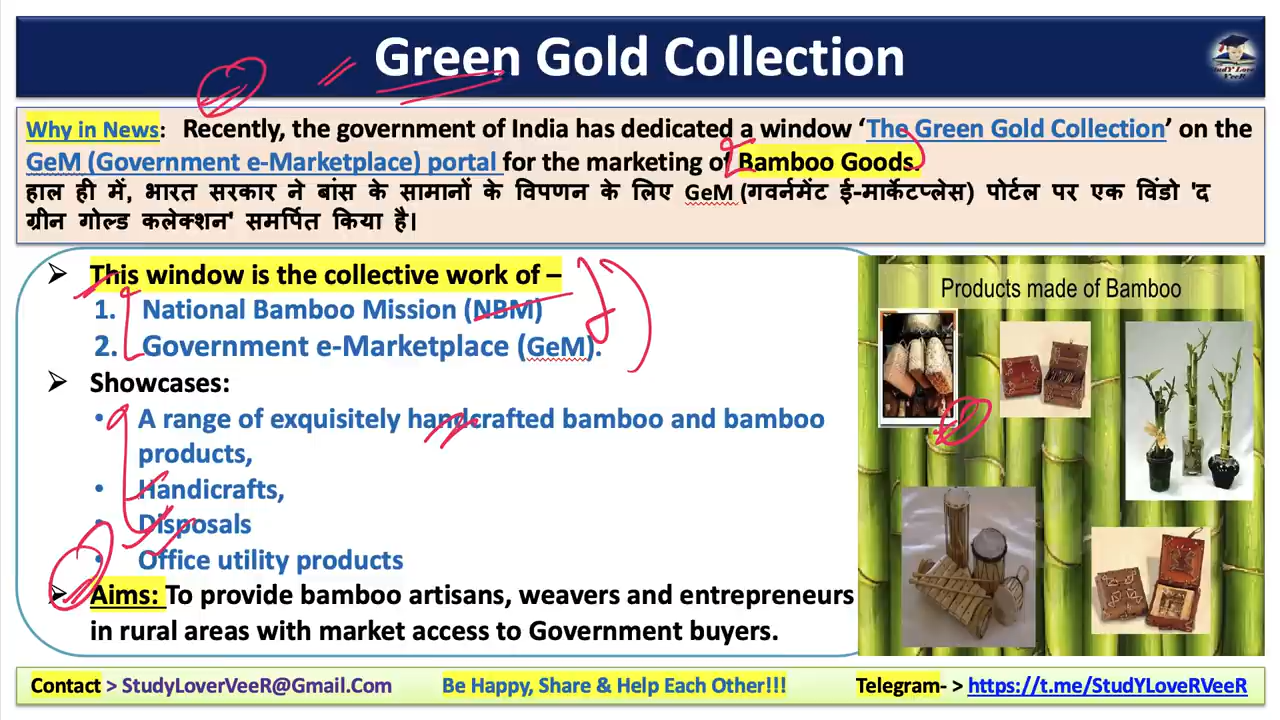 Green Gold Collection
StudY Love
VeeR
Why in News: Recently, the government of India has dedicated a window ‘The Green Gold Collection’ on the
GeM (Government e-Marketplace) portal for the marketing of Bamboo Goods.
हाल ही में, भारत सरकार ने बांस के सामानों के विपणन के लिए GeM (गवर्नमेंट ई-मार्केटप्लेस) पोर्टल पर एक विंडो 'द
ग्रीन गोल्ड कलेक्शन' समर्पित किया है।
➢ This window is the collective work of –
1. National Bamboo Mission (NBM)
2. Government e-Marketplace (GeM).
➢ Showcases:
• A range of exquisitely handcrafted bamboo and bamboo
products,
• Handicrafts,
• Disposals
• Office utility products
➢ Aims: To provide bamboo artisans, weavers and entrepreneurs
in rural areas with market access to Government buyers.
Products made of Bamboo
Contact > StudyLoverVeeR@Gmail.Com Be Happy, Share & Help Each Other!!! Telegram- > https://t.me/StudYLoveRVeeR